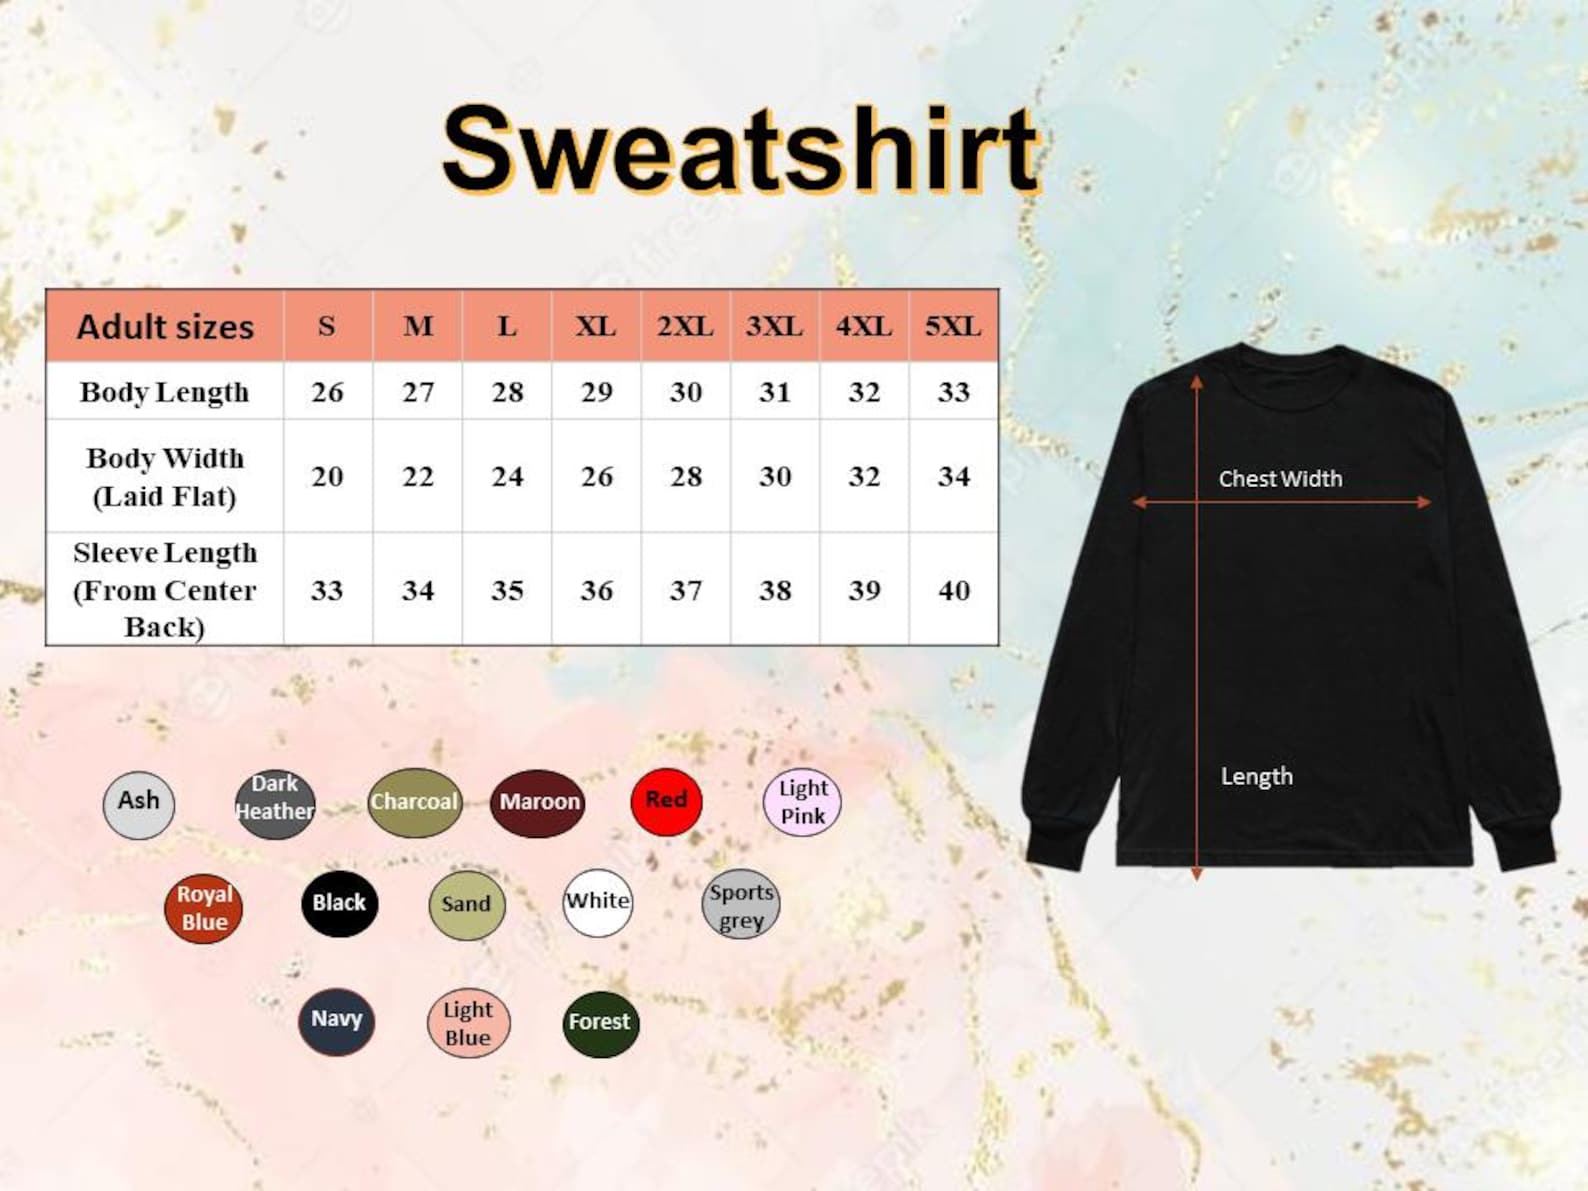 Sweatshirt
Adult sizes S M L XL 2XL 3XL 4XL 5XL
Body Length 26 27 28 29 30 31 32 33
Body Width
(Laid Flat) 20 22 24 26 28 30 32 34
Sleeve Length
(From Center
Back) 33 34 35 36 37 38 39 40
Chest Width
Length
Ash
Dark
Heather
Charcoal
Maroon
Red
Light
Pink
Royal
Blue
Black
Sand
White
Sports
grey
Navy
Light
Blue
Forest